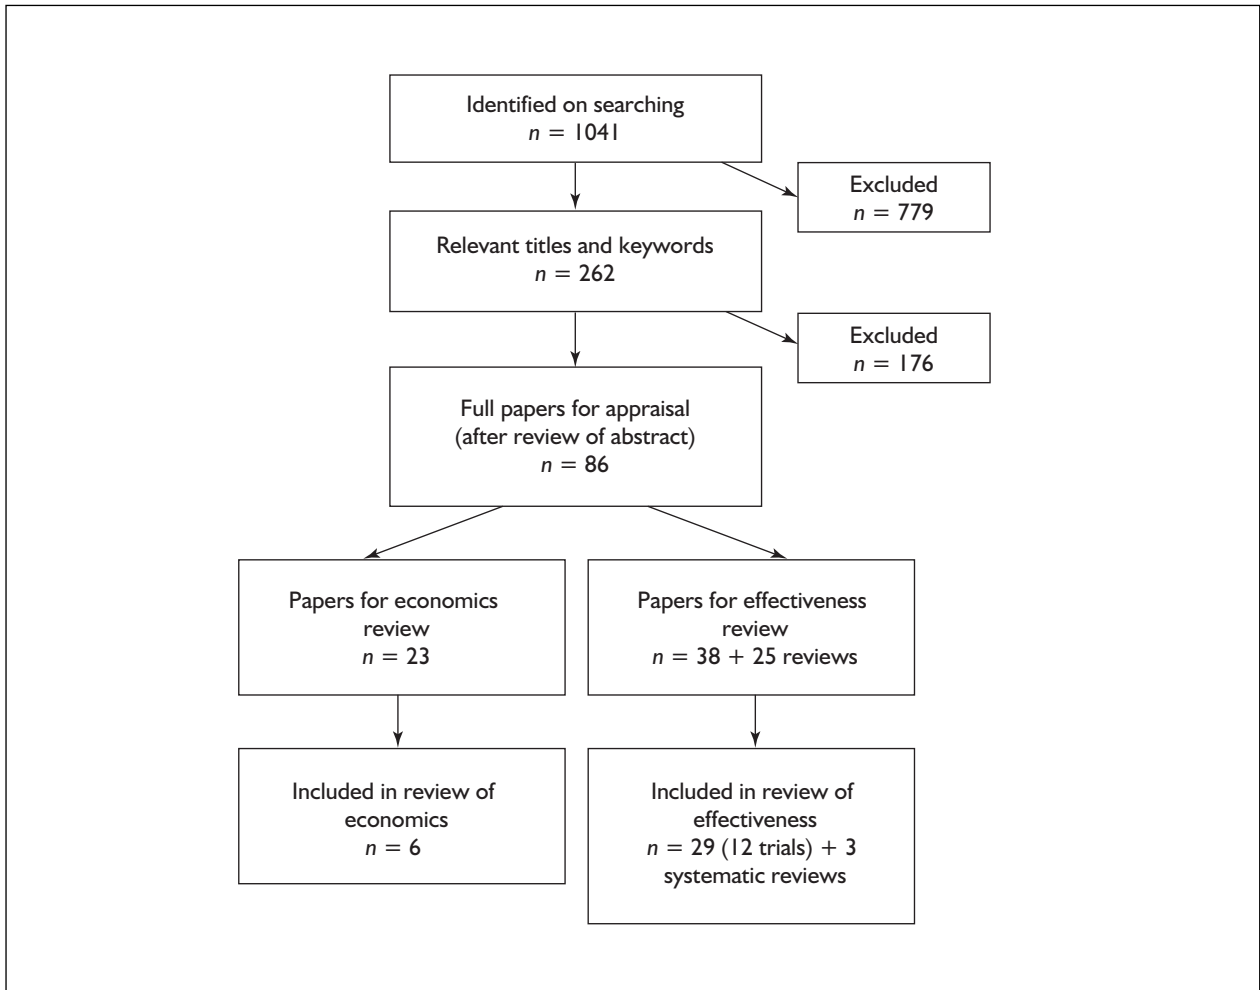 Identified on searching
n = 1041
Excluded
n = 779
Relevant titles and keywords
n = 262
Excluded
n = 176
Full papers for appraisal
(after review of abstract)
n = 86
Papers for economics
review
n = 23
Papers for effectiveness
review
n = 38 + 25 reviews
Included in review of
economics
n = 6
Included in review of
effectiveness
n = 29 (12 trials) + 3
systematic reviews